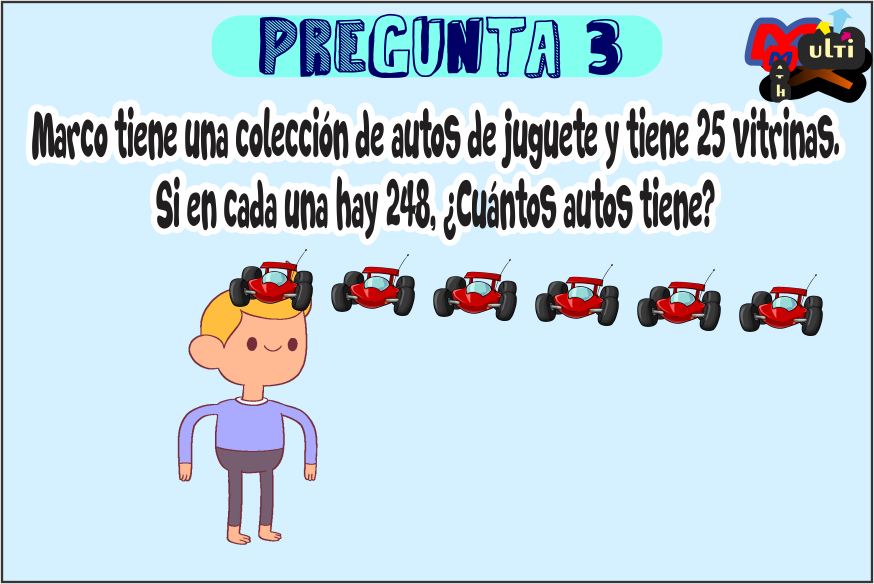 PREGUNTA 3
M ULTI
MATH
Marco tiene una colección de autos de juguete y tiene 25 vitrinas.
Si en cada una hay 248, ¿Cuántos autos tiene?